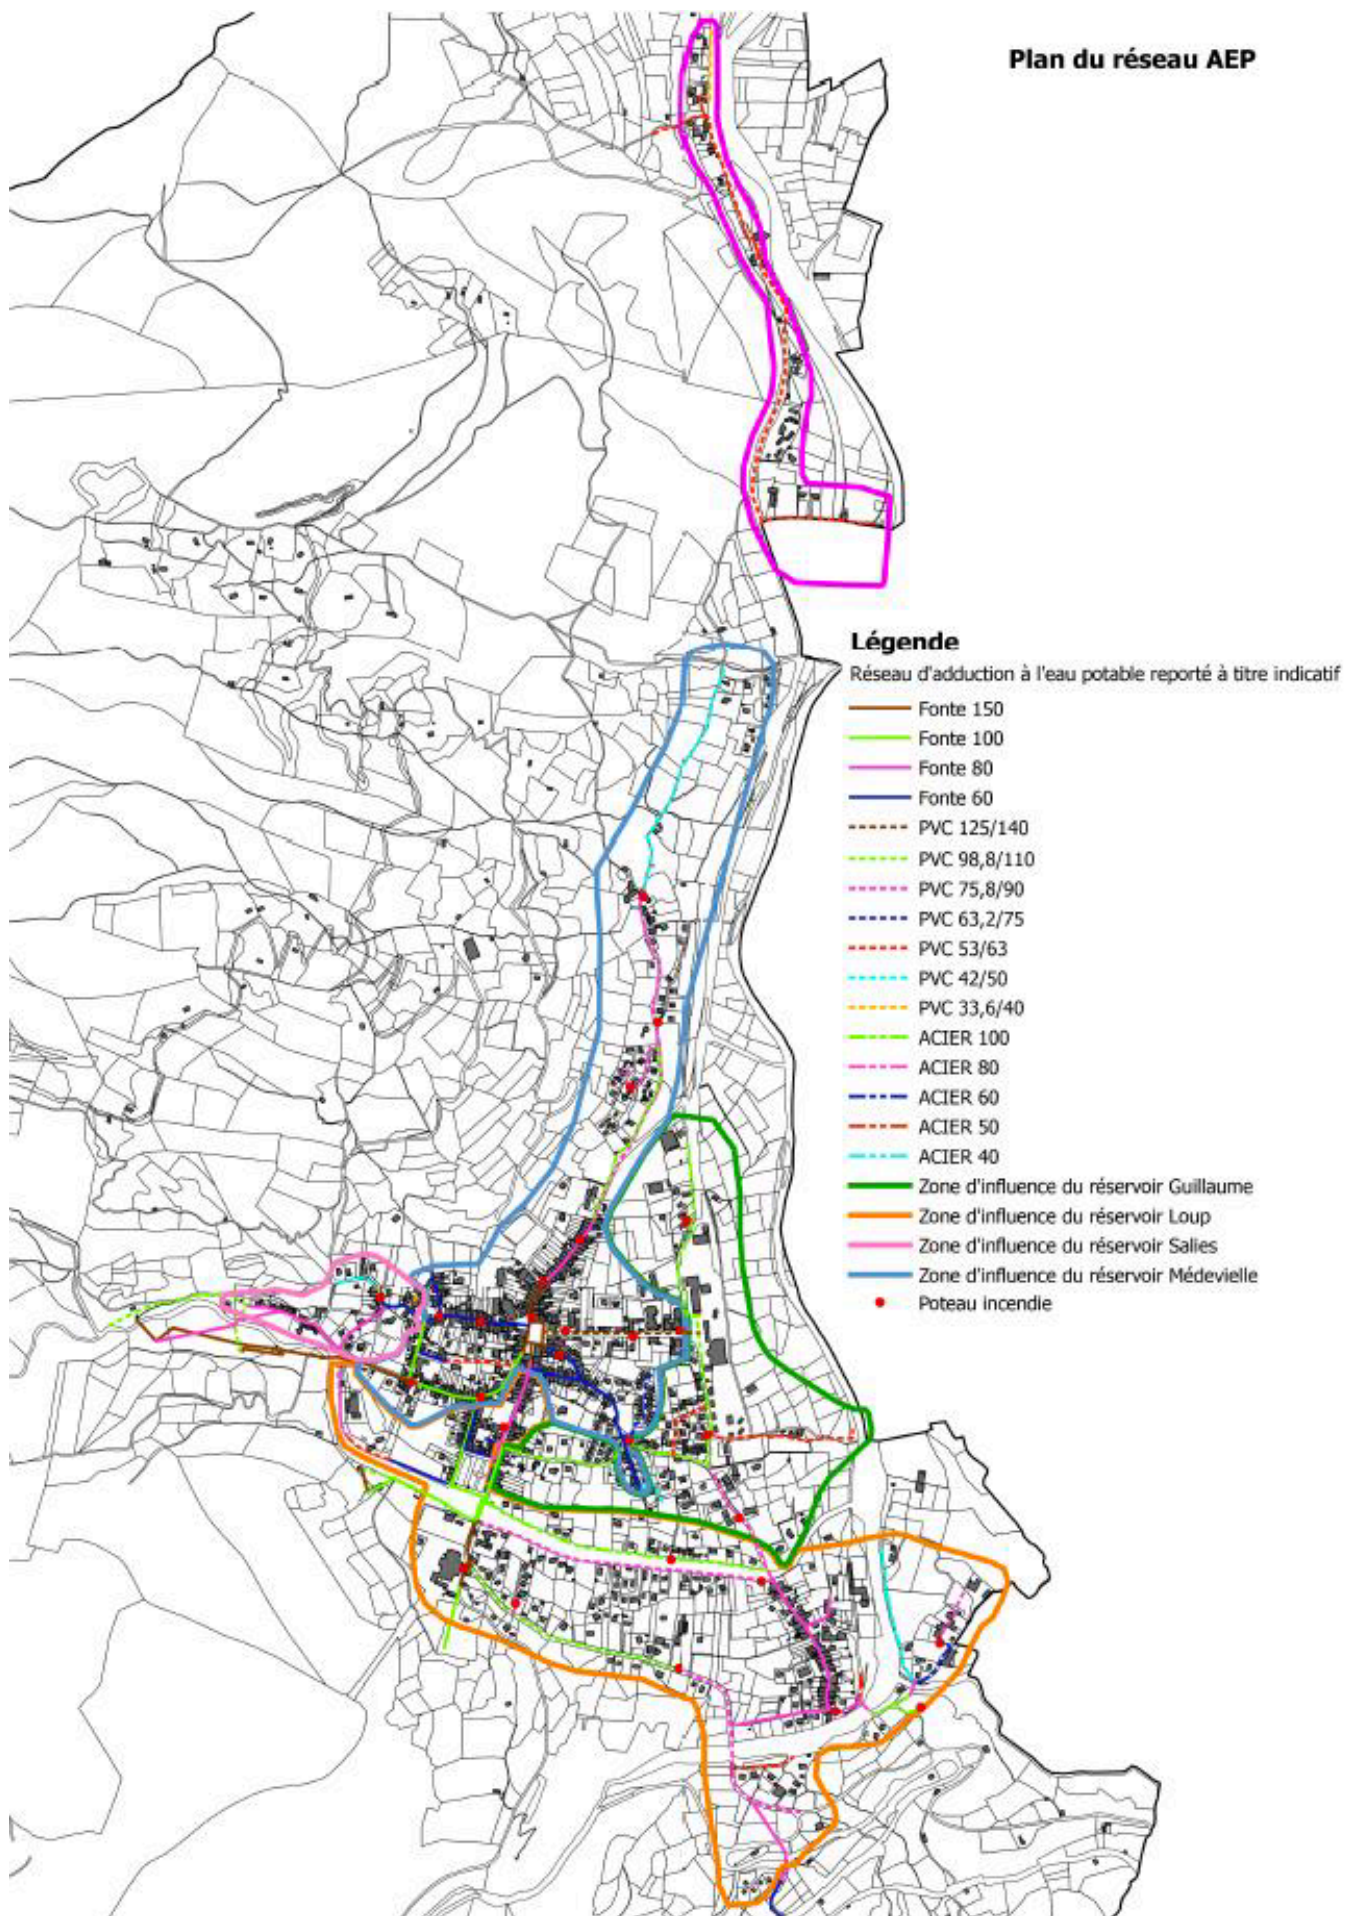 Plan du réseau AEP
Légende
Réseau d'adduction à l'eau potable reporté à titre indicatif
Fonte 150
Fonte 100
Fonte 80
Fonte 60
PVC 125/140
PVC 98,8/110
PVC 75,8/90
PVC 63,2/75
PVC 53/63
PVC 42/50
PVC 33,6/40
ACIER 100
ACIER 80
ACIER 60
ACIER 50
ACIER 40
Zone d'influence du réservoir Guillaume
Zone d'influence du réservoir Loup
Zone d'influence du réservoir Salies
Zone d'influence du réservoir Médevielle
Poteau incendie